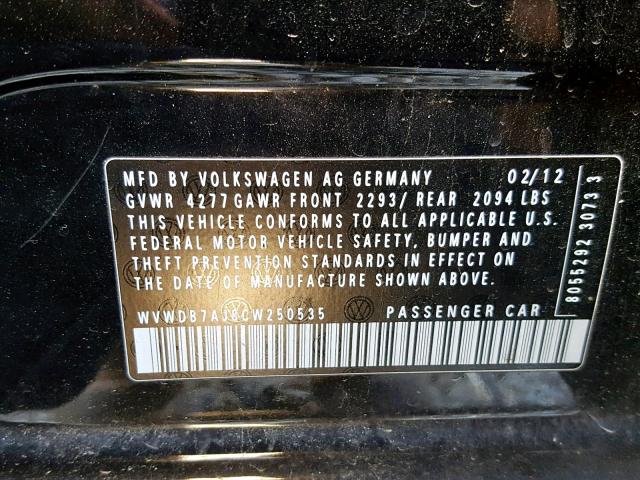 MFD BY VOLKSWAGEN AG GERMANY 02/12
GVWR 4277 GAWR FRONT 2293/ REAR 2094 LBS
THIS VEHICLE CONFORMS TO ALL APPLICABLE U.S.
FEDERAL MOTOR VEHICLE SAFETY, BUMPER AND
THEFT PREVENTION STANDARDS IN EFFECT ON
THE DATE OF MANUFACTURE SHOWN ABOVE.
WVWDB7AJ8CW250535 PASSENGER CAR
8055292 3073 3